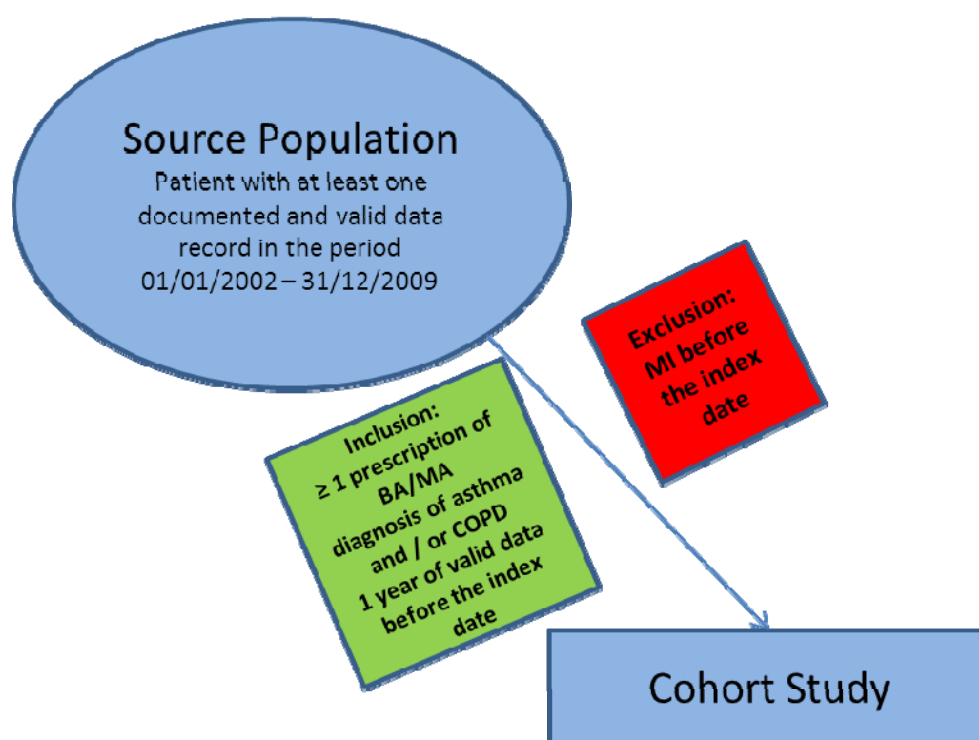 Source Population
Patient with at least one
documented and valid data
record in the period
01/01/2002 – 31/12/2009
Exclusion:
MI before
the index
date
Inclusion:
≥ 1 prescription of
BA/MA
diagnosis of asthma
and / or COPD
1 year of valid data
before the index
date
Cohort Study